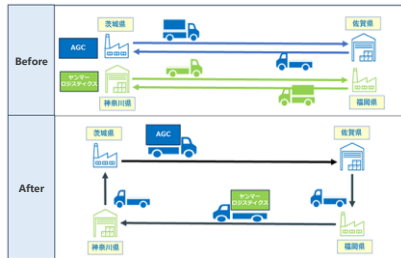 Before
茨城県
佐賀県
AGC
ヤンマー
ロジスティクス
神奈川県
福岡県
After
茨城県
AGC
佐賀県
ヤンマー
ロジスティクス
神奈川県
福岡県